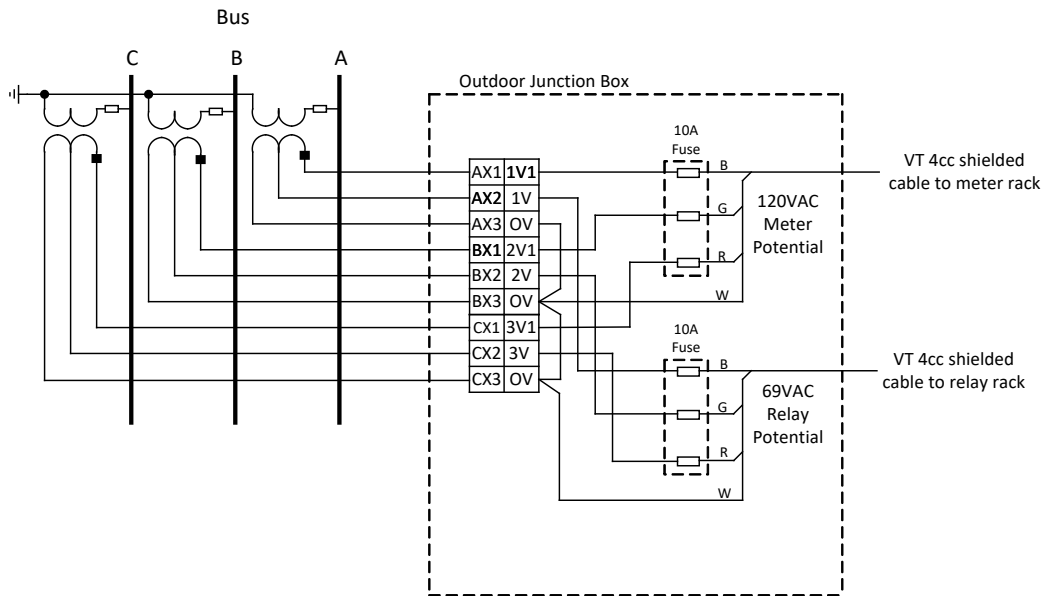 Bus
C B A
Outdoor Junction Box
10A
Fuse
B
VT 4cc shielded
cable to meter rack
AX1 1V1
AX2 1V
AX3 OV
BX1 2V1
BX2 2V
BX3 OV
CX1 3V1
CX2 3V
CX3 OV
G
R
W
120VAC
Meter
Potential
10A
Fuse
B
VT 4cc shielded
cable to relay rack
G
R
W
69VAC
Relay
Potential